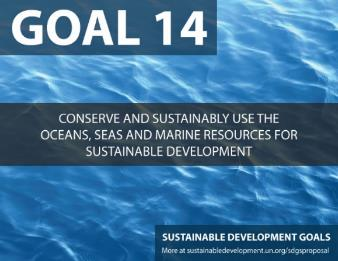 GOAL 14
CONSERVE AND SUSTAINABLY USE THE
OCEANS, SEAS AND MARINE RESOURCES FOR
SUSTAINABLE DEVELOPMENT
SUSTAINABLE DEVELOPMENT GOALS
More at sustainabledevelopment.un.org/sdgsproposal